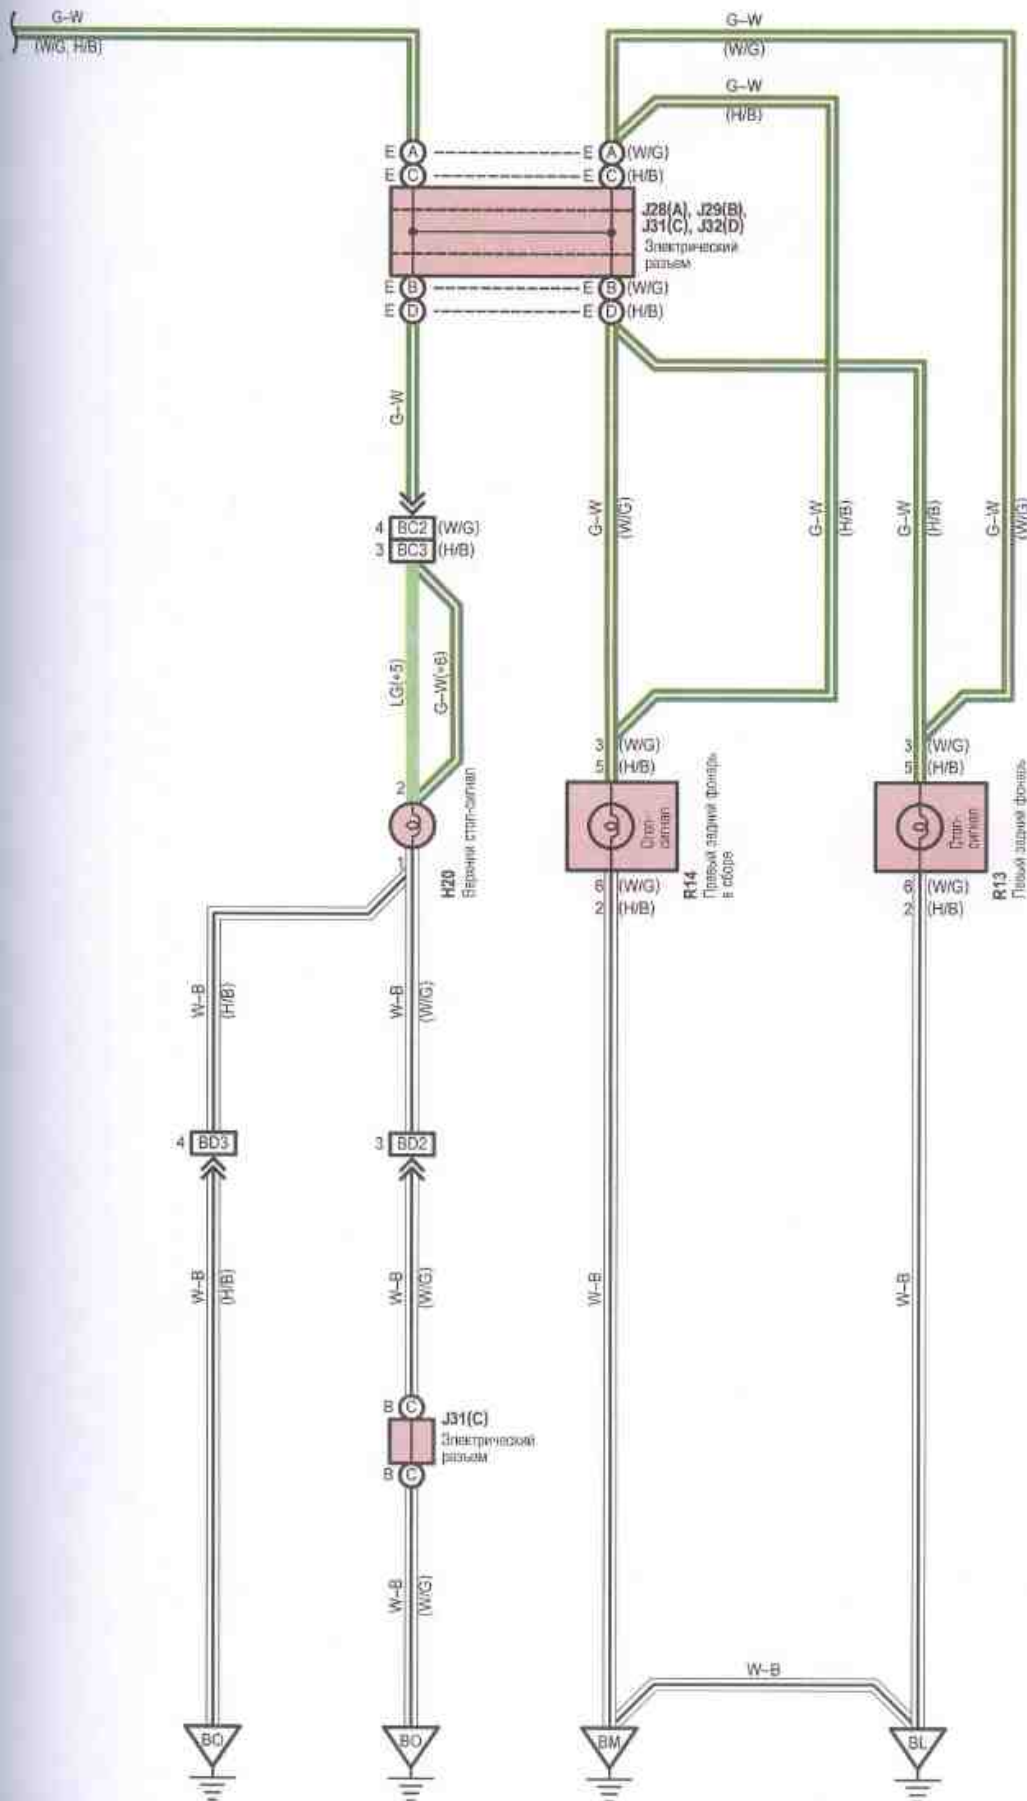 G–W
(W/G, H/B)
G–W
(W/G)
G–W
(H/B)
E A E A (W/G)
E C E C (H/B)
J28(A), J29(B),
J31(C), J32(D)
Электрический
разъем
E B E B (W/G)
E D E D (H/B)
G–W
G–W
(W/G)
G–W
(H/B)
G–W
(H/B)
G–W
(W/G)
4 BC2 (W/G)
3 BC3 (H/B)
LG(*5)
G–W(*6)
2
1
H20
Верхний стоп-сигнал
3 (W/G)
5 (H/B)
Стоп-
сигнал
6 (W/G)
2 (H/B)
R14
Правый задний фонарь
в сборе
3 (W/G)
5 (H/B)
Стоп-
сигнал
6 (W/G)
2 (H/B)
R13
Левый задний фонарь
W–B
(H/B)
W–B
(W/G)
4 BD3
3 BD2
W–B
(H/B)
W–B
(W/G)
W–B
W–B
B C
J31(C)
Электрический
разъем
B C
W–B
(W/G)
W–B
BQ
BO
BM
BL